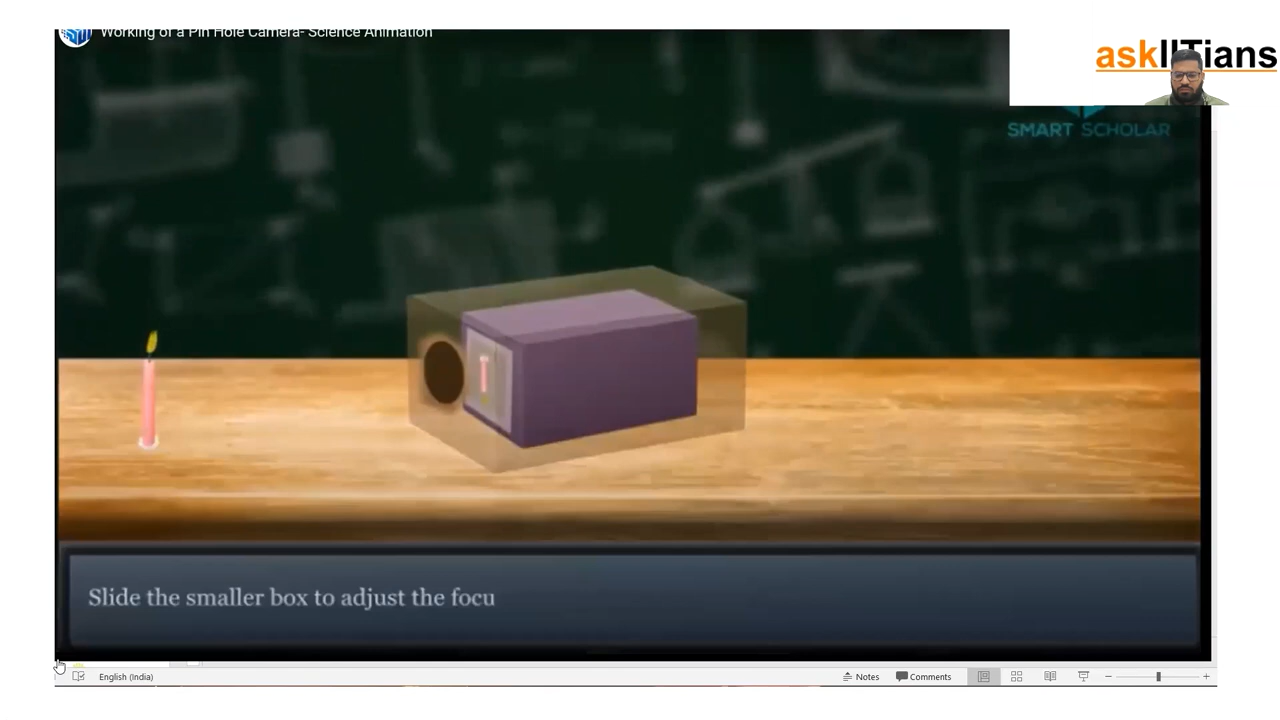 Working of a Pin Hole Camera- Science Animation
askIITians
SMART SCHOLAR
Slide the smaller box to adjust the focu
English (India)
Notes
Comments